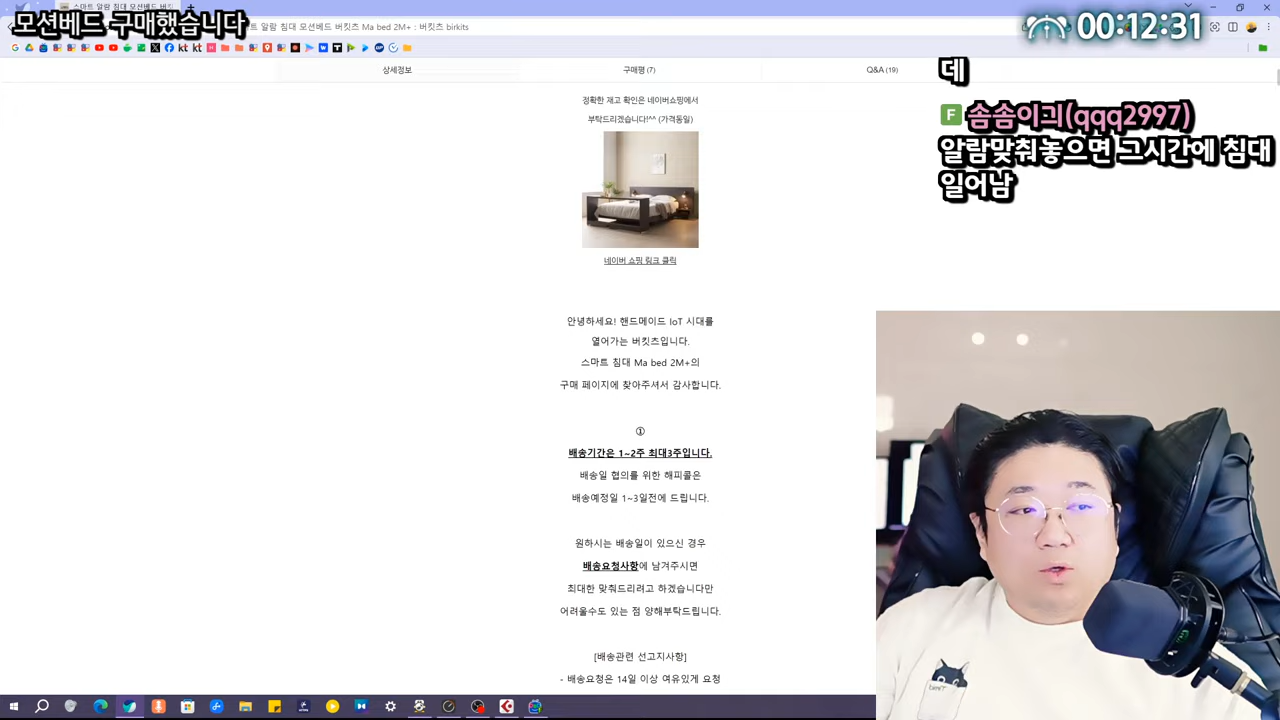 스마트 알람 침대 모션베드 버킷
모션베드 구매했습니다
트 알람 침대 모션베드 버킷츠 Ma bed 2M+ : 버킷츠 birkits
00:12:31
상세정보
구매평 (7)
Q&A (19)
데
F 솜솜이긔(qqq2997)
알람맞춰놓으면 그시간에 침대
일어남
정확한 재고 확인은 네이버쇼핑에서
부탁드리겠습니다!^^ (가격동일)
네이버 쇼핑 링크 클릭
안녕하세요! 핸드메이드 IoT 시대를
열어가는 버킷츠입니다.
스마트 침대 Ma bed 2M+의
구매 페이지에 찾아주셔서 감사합니다.
①
배송기간은 1~2주 최대3주입니다.
배송일 협의를 위한 해피콜은
배송예정일 1~3일전에 드립니다.
원하시는 배송일이 있으신 경우
배송요청사항에 남겨주시면
최대한 맞춰드리려고 하겠습니다만
어려울수도 있는 점 양해부탁드립니다.
[배송관련 선고지사항]
- 배송요청은 14일 이상 여유있게 요청